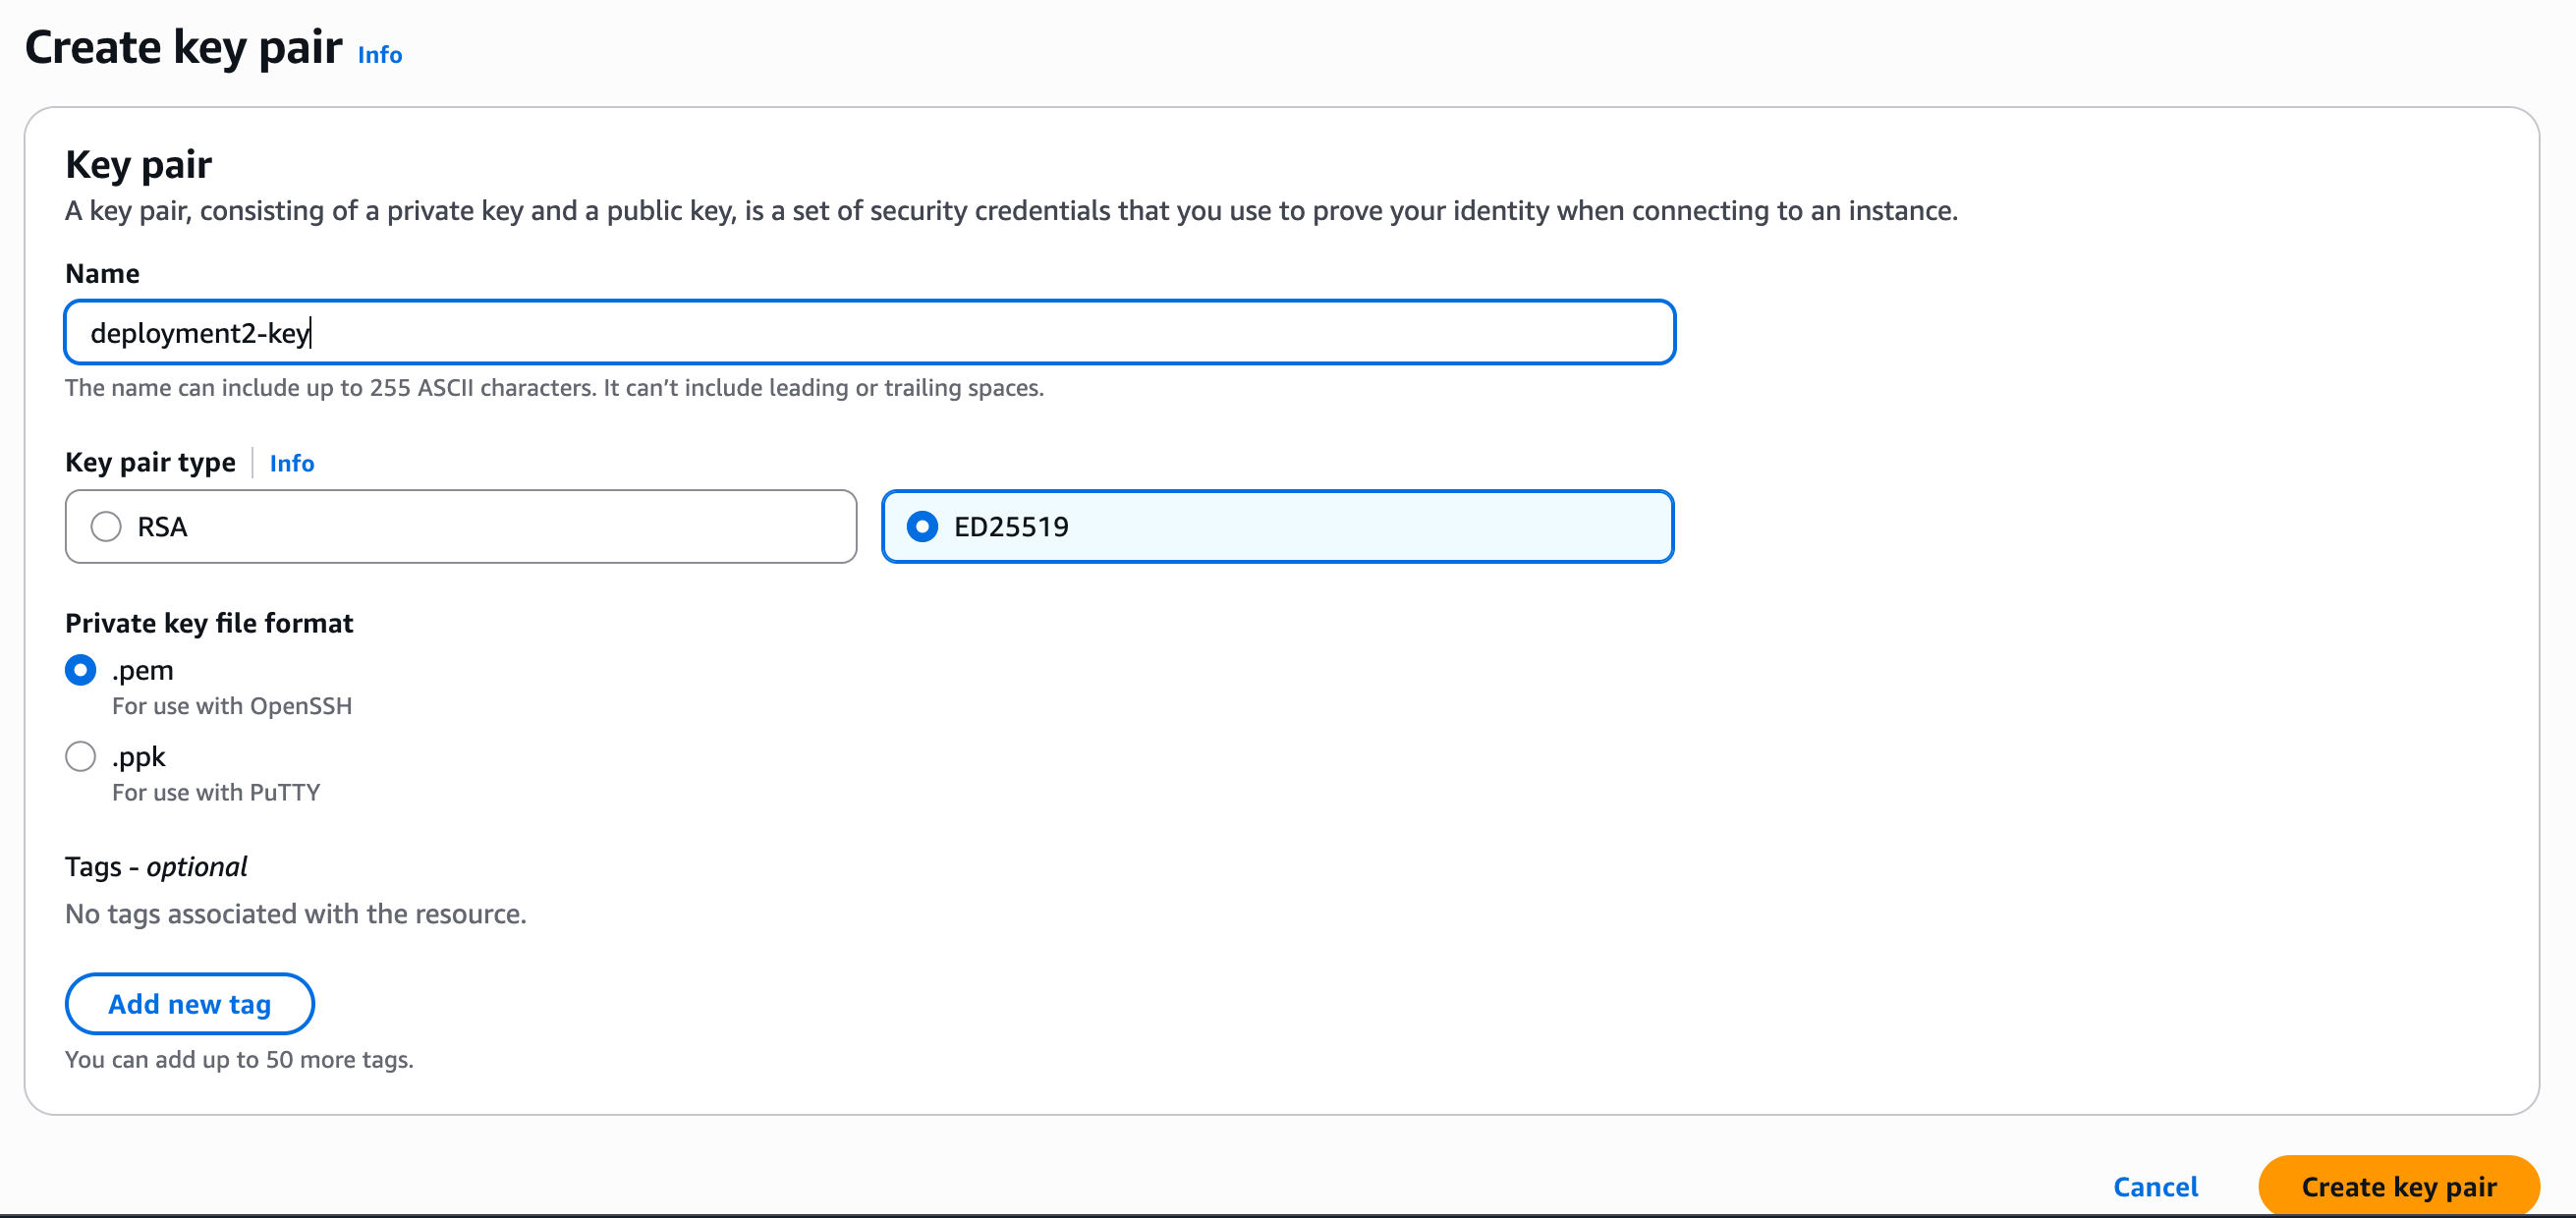 Create key pair Info
Key pair
A key pair, consisting of a private key and a public key, is a set of security credentials that you use to prove your identity when connecting to an instance.
Name
deployment2-key
The name can include up to 255 ASCII characters. It can’t include leading or trailing spaces.
Key pair type Info
RSA ED25519
Private key file format
.pem
For use with OpenSSH
.ppk
For use with PuTTY
Tags - optional
No tags associated with the resource.
Add new tag
You can add up to 50 more tags.
Cancel Create key pair